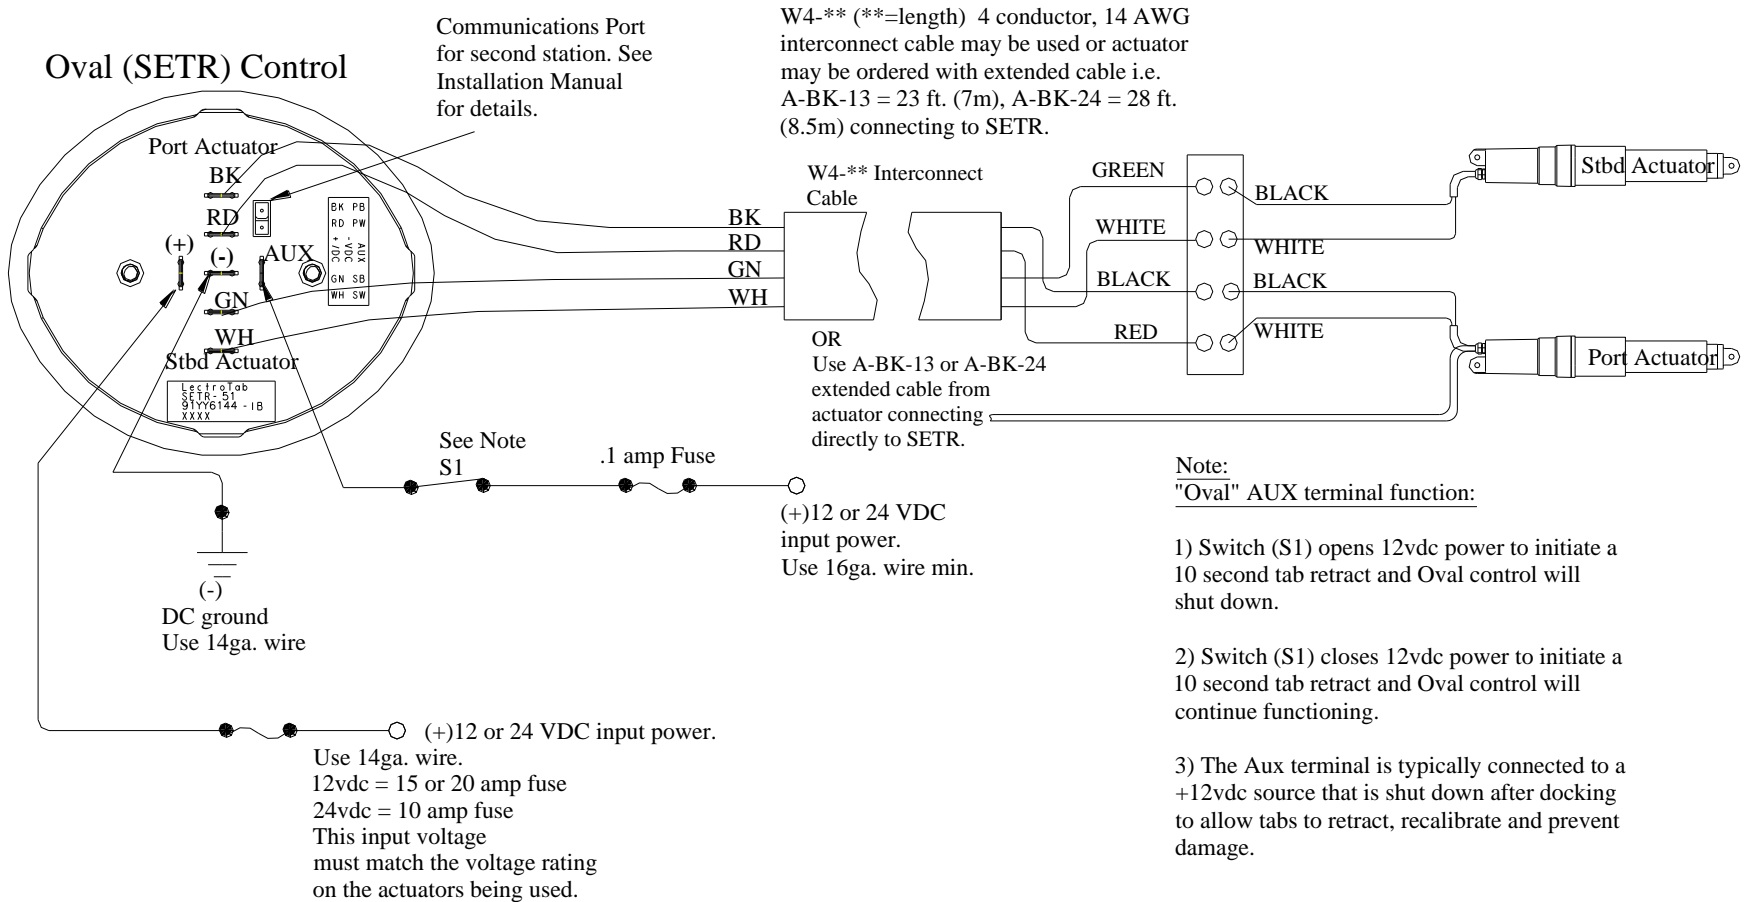 Oval (SETR) Control
Communications Port
for second station. See
Installation Manual
for details.
W4-** (**=length)  4 conductor, 14 AWG
interconnect cable may be used or actuator
may be ordered with extended cable i.e.
A-BK-13 = 23 ft. (7m), A-BK-24 = 28 ft.
(8.5m) connecting to SETR.
Port Actuator
BK
RD
(+)
(-)
AUX
GN
WH
Stbd Actuator
BK PB
RD PW
+VDC -VDC AUX
GN SB
WH SW
LectroTab
SETR-51
91YY6144 -1B
XXXX
BK
RD
GN
WH
W4-** Interconnect
Cable
OR
Use A-BK-13 or A-BK-24
extended cable from
actuator connecting
directly to SETR.
GREEN
WHITE
BLACK
RED
BLACK
WHITE
BLACK
WHITE
Stbd Actuator
Port Actuator
See Note
S1
.1 amp Fuse
(+)12 or 24 VDC
input power.
Use 16ga. wire min.
(-)
DC ground
Use 14ga. wire
(+)12 or 24 VDC input power.
Use 14ga. wire.
12vdc = 15 or 20 amp fuse
24vdc = 10 amp fuse
This input voltage
must match the voltage rating
on the actuators being used.
Note:
"Oval" AUX terminal function:
1) Switch (S1) opens 12vdc power to initiate a
10 second tab retract and Oval control will
shut down.
2) Switch (S1) closes 12vdc power to initiate a
10 second tab retract and Oval control will
continue functioning.
3) The Aux terminal is typically connected to a
+12vdc source that is shut down after docking
to allow tabs to retract, recalibrate and prevent
damage.